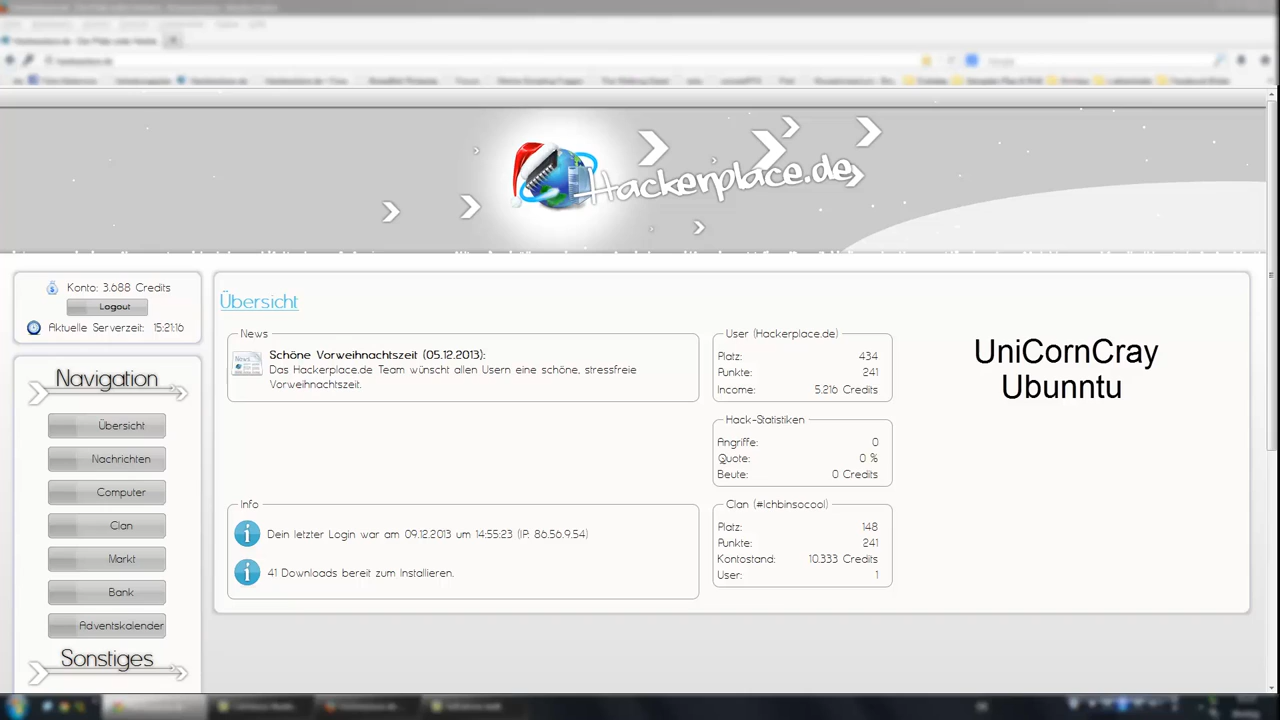 Hackerplace.de
Konto: 3.688 Credits
Logout
Aktuelle Serverzeit: 15:21:16
Navigation
Übersicht
Nachrichten
Computer
Clan
Markt
Bank
Adventskalender
Sonstiges
Übersicht
News
Schöne Vorweihnachtszeit (05.12.2013):
Das Hackerplace.de Team wünscht allen Usern eine schöne, stressfreie
Vorweihnachtszeit.
Info
Dein letzter Login war am 09.12.2013 um 14:55:23 (IP: 86.56.9.54)
41 Downloads bereit zum Installieren.
User (Hackerplace.de)
Platz: 434
Punkte: 241
Income: 5.216 Credits
Hack-Statistiken
Angriffe: 0
Quote: 0 %
Beute: 0 Credits
Clan (#Ichbinsocool)
Platz: 148
Punkte: 241
Kontostand: 10.333 Credits
User: 1
UniCornCray
Ubunntu